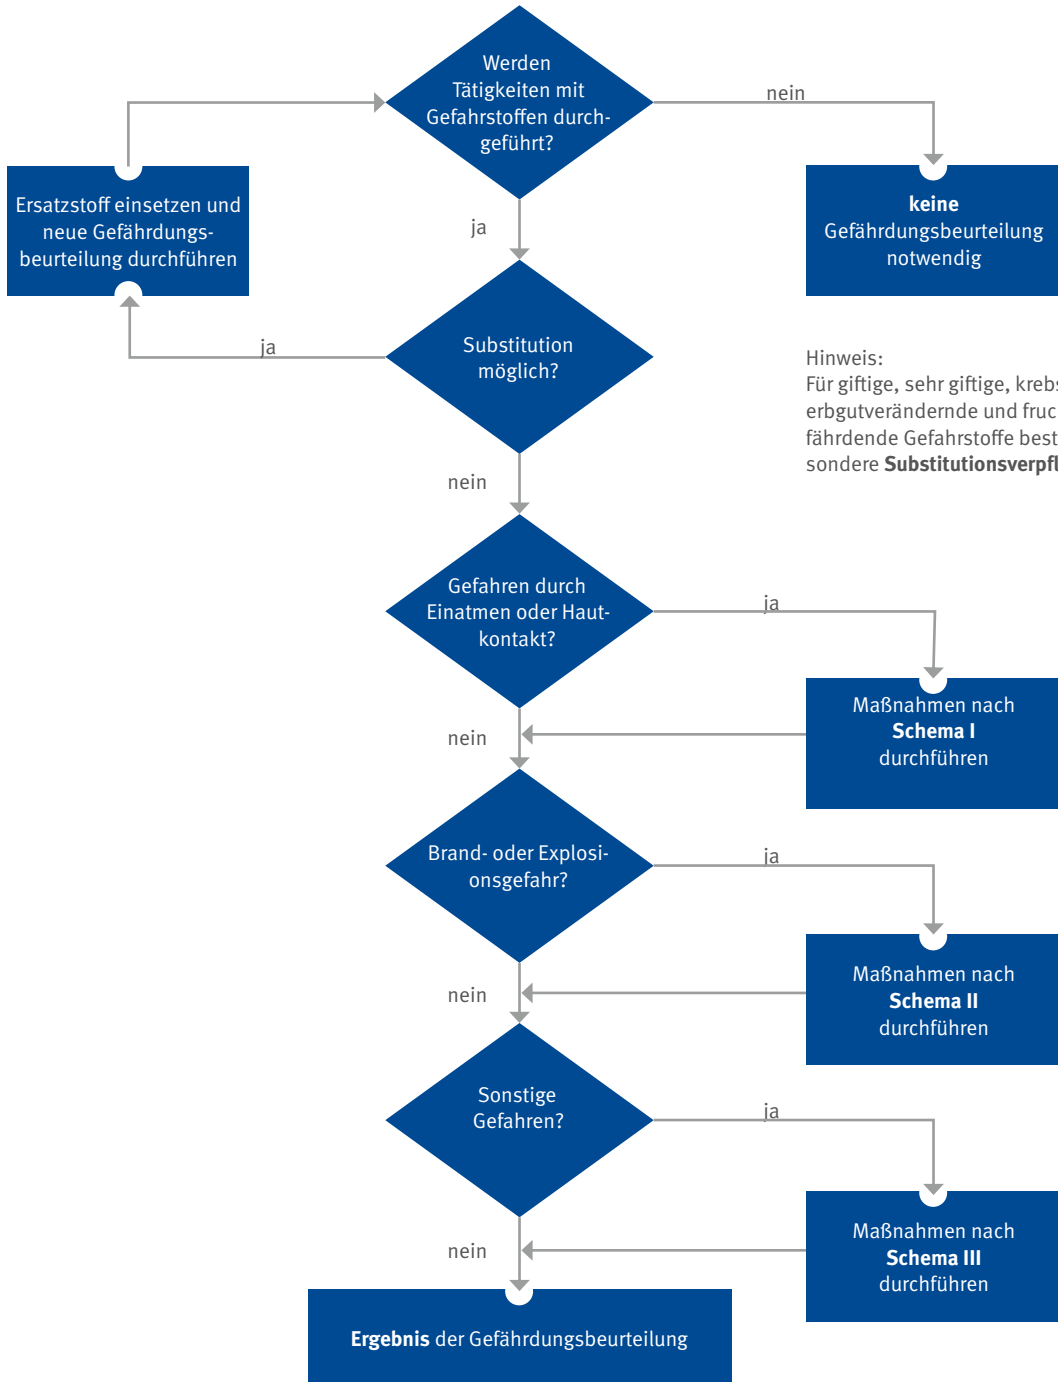 Werden
Tätigkeiten mit
Gefahrstoffen durch-
geführt?
nein
Ersatzstoff einsetzen und
neue Gefährdungs-
beurteilung durchführen
keine
Gefährdungsbeurteilung
notwendig
ja
Substitution
möglich?
ja
Hinweis:
Für giftige, sehr giftige, krebs
erbgutverändernde und fruc
fährdende Gefahrstoffe best
sondere Substitutionsverpfl
nein
Gefahren durch
Einatmen oder Haut-
kontakt?
ja
Maßnahmen nach
Schema I
durchführen
nein
Brand- oder Explosi-
onsgefahr?
ja
Maßnahmen nach
Schema II
durchführen
nein
Sonstige
Gefahren?
ja
Maßnahmen nach
Schema III
durchführen
nein
Ergebnis der Gefährdungsbeurteilung